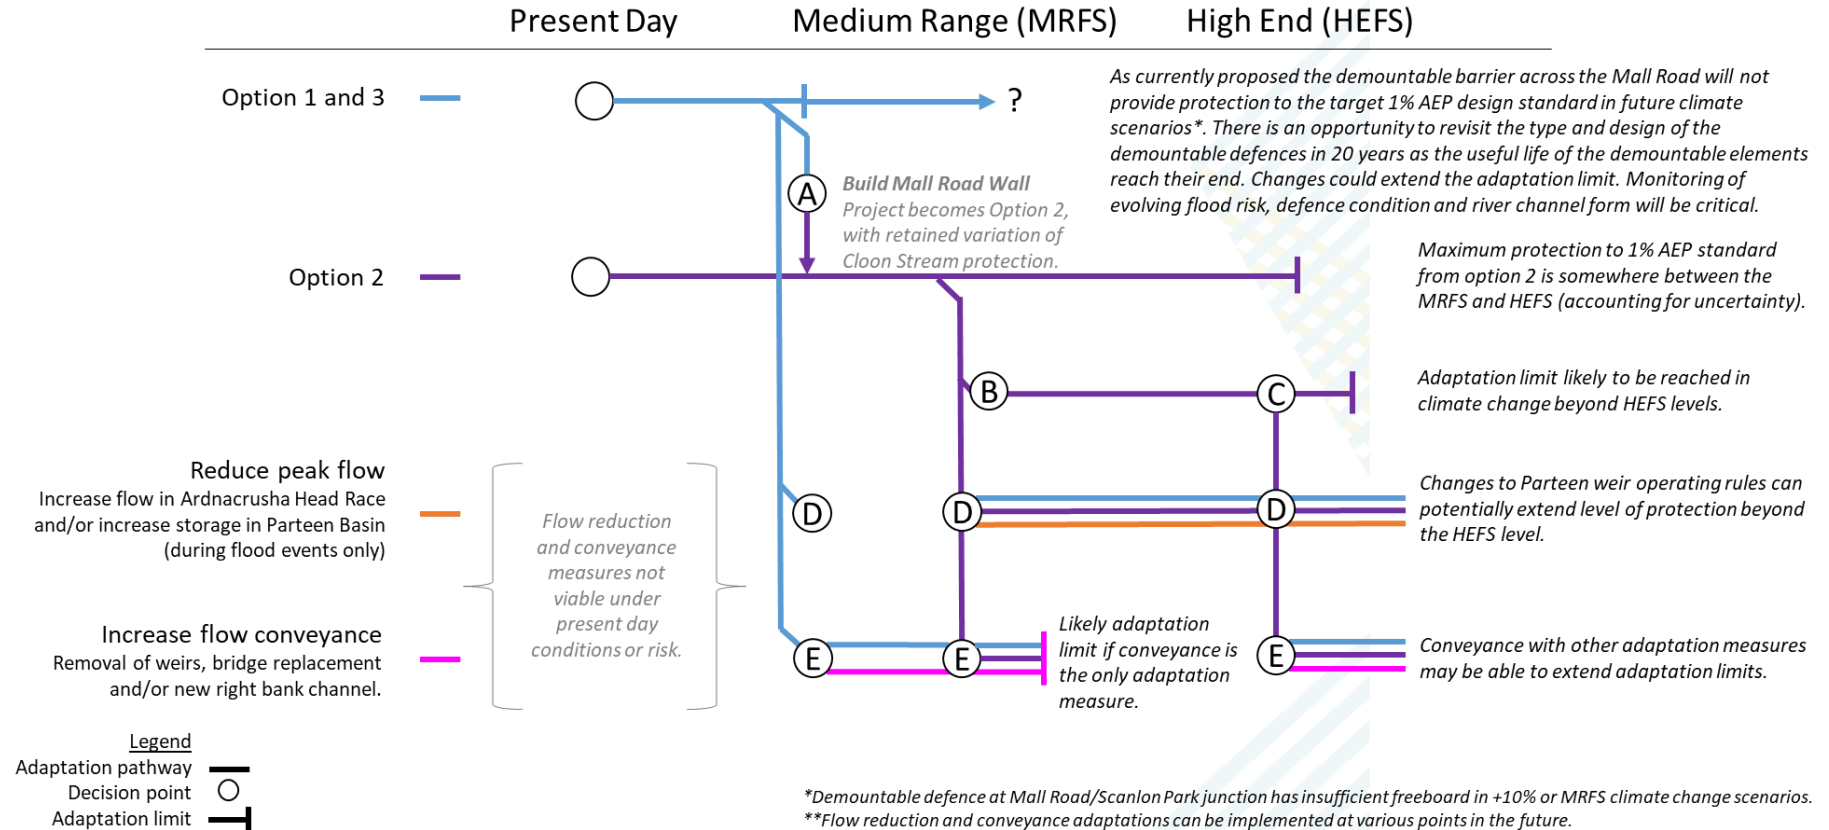 Present Day
Medium Range (MRFS)
High End (HEFS)
Option 1 and 3
?
As currently proposed the demountable barrier across the Mall Road will not
provide protection to the target 1% AEP design standard in future climate
scenarios*. There is an opportunity to revisit the type and design of the
demountable defences in 20 years as the useful life of the demountable elements
reach their end. Changes could extend the adaptation limit. Monitoring of
evolving flood risk, defence condition and river channel form will be critical.
A
Build Mall Road Wall
Project becomes Option 2,
with retained variation of
Cloon Stream protection.
Option 2
Maximum protection to 1% AEP standard
from option 2 is somewhere between the
MRFS and HEFS (accounting for uncertainty).
B
C
Adaptation limit likely to be reached in
climate change beyond HEFS levels.
Reduce peak flow
Increase flow in Ardnacrusha Head Race
and/or increase storage in Parteen Basin
(during flood events only)
Flow reduction
and conveyance
measures not
viable under
present day
conditions or risk.
D
D
D
Changes to Parteen weir operating rules can
potentially extend level of protection beyond
the HEFS level.
Increase flow conveyance
Removal of weirs, bridge replacement
and/or new right bank channel.
E
E
Likely adaptation
limit if conveyance is
the only adaptation
measure.
E
Conveyance with other adaptation measures
may be able to extend adaptation limits.
Legend
Adaptation pathway
Decision point
Adaptation limit
*Demountable defence at Mall Road/Scanlon Park junction has insufficient freeboard in +10% or MRFS climate change scenarios.
**Flow reduction and conveyance adaptations can be implemented at various points in the future.